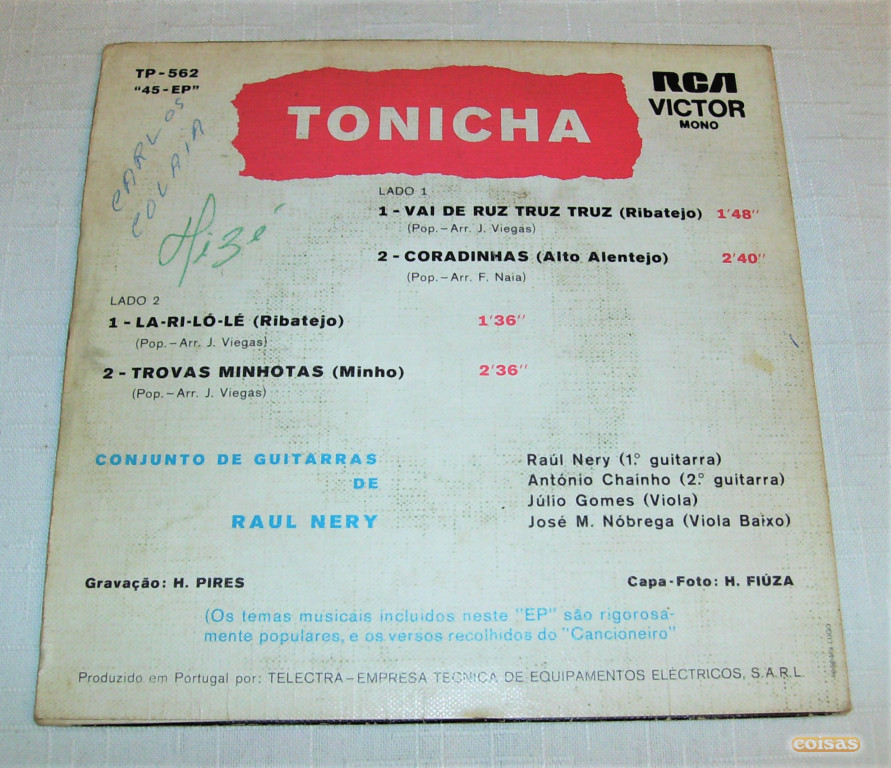 TP-562
"45-EP"
TONICHA
RCA
VICTOR
MONO
CARLOS
COLAIA
Hizé
LADO 1
1 - VAI DE RUZ TRUZ TRUZ (Ribatejo) 1'48''
(Pop. - Arr. J. Viegas)
2 - CORADINHAS (Alto Alentejo) 2'40''
(Pop. - Arr. F. Naia)
LADO 2
1 - LA-RI-LÓ-LÉ (Ribatejo) 1'36''
(Pop. - Arr. J. Viegas)
2 - TROVAS MINHOTAS (Minho) 2'36''
(Pop. - Arr. J. Viegas)
CONJUNTO DE GUITARRAS
DE
RAUL NERY
Raúl Nery (1.º guitarra)
António Chainho (2.º guitarra)
Júlio Gomes (Viola)
José M. Nóbrega (Viola Baixo)
Gravação: H. PIRES
Capa-Foto: H. FIÚZA
(Os temas musicais incluidos neste "EP" são rigorosa-
mente populares, e os versos recolhidos do "Cancioneiro"
Produzido em Portugal por: TELECTRA - EMPRESA TECNICA DE EQUIPAMENTOS ELÉCTRICOS, S.A.R.L.
coisas